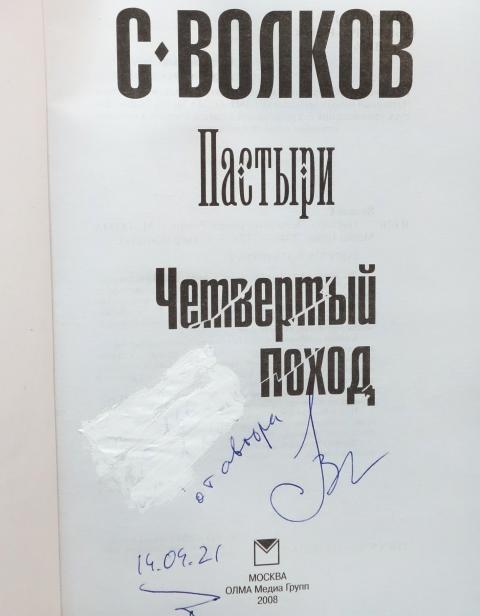 С·ВОЛКОВ
Пастыри
Четвертый
поход
от автора
14.09.21
МОСКВА
ОЛМА Медиа Групп
2008